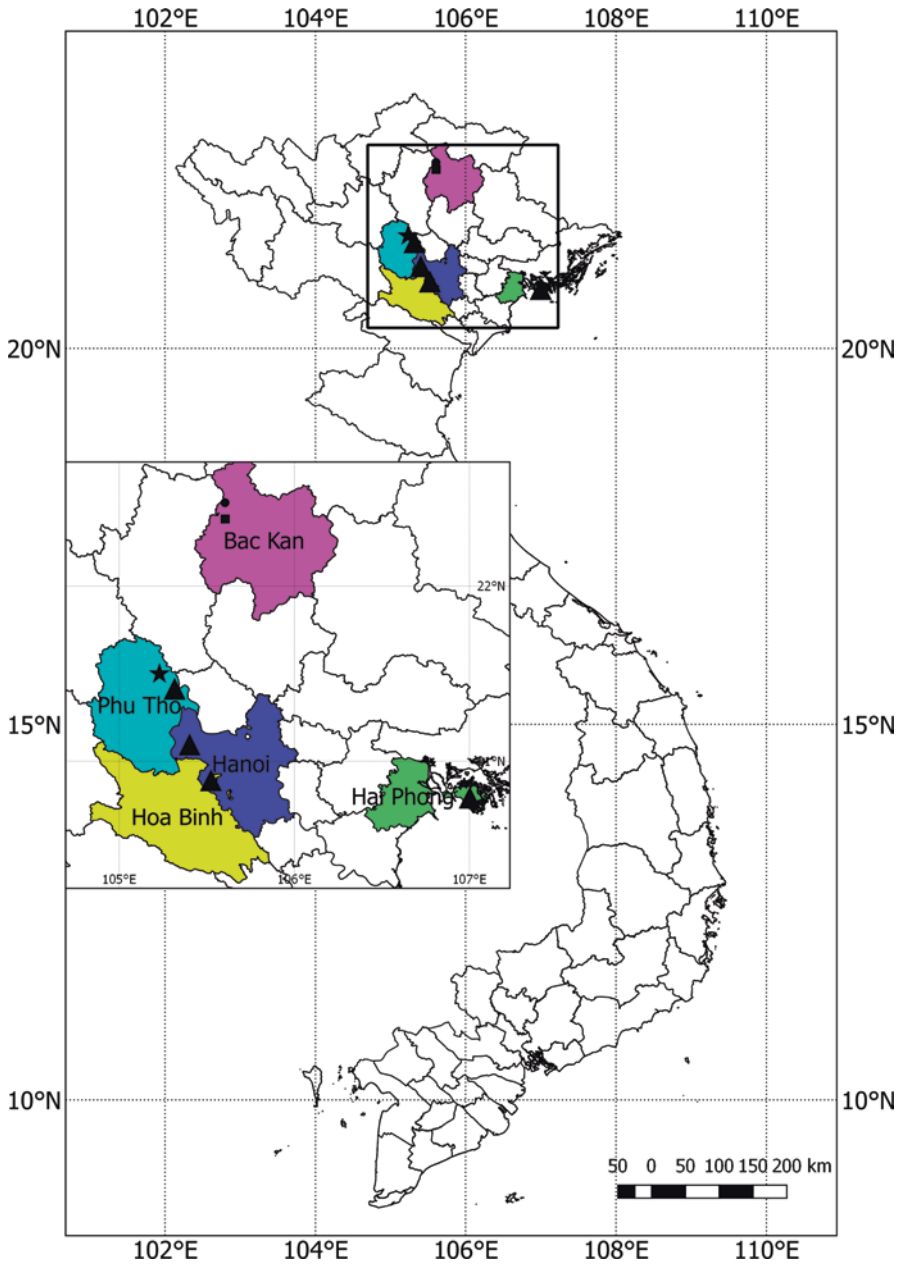 102°E 104°E 106°E 108°E 110°E
20°N 20°N
Bac Kan
22°N
Phu Tho
15°N 15°N
21°N
Hanoi
Hai Phong
Hoa Binh
105°E 106°E 107°E
10°N 10°N
50 0 50 100 150 200 km
102°E 104°E 106°E 108°E 110°E